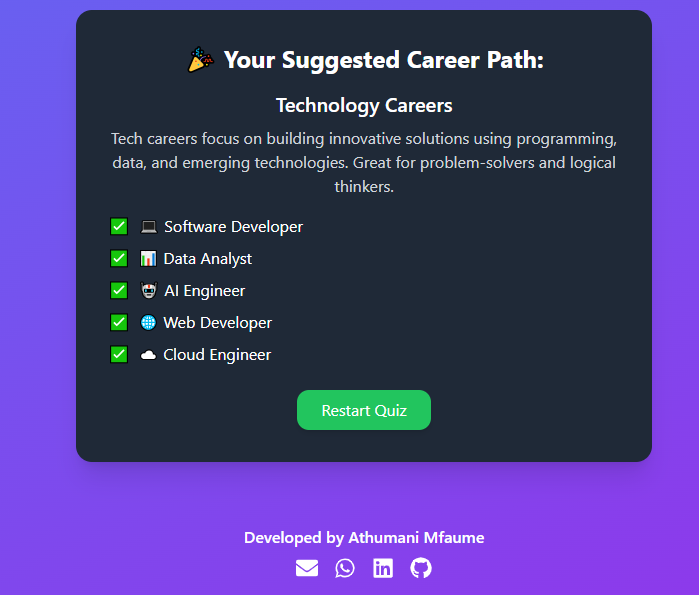 🎉 Your Suggested Career Path:
Technology Careers
Tech careers focus on building innovative solutions using programming,
data, and emerging technologies. Great for problem-solvers and logical
thinkers.
✅ 💻 Software Developer
✅ 📊 Data Analyst
✅ 🤖 AI Engineer
✅ 🌐 Web Developer
✅ ☁️ Cloud Engineer
Restart Quiz
Developed by Athumani Mfaume